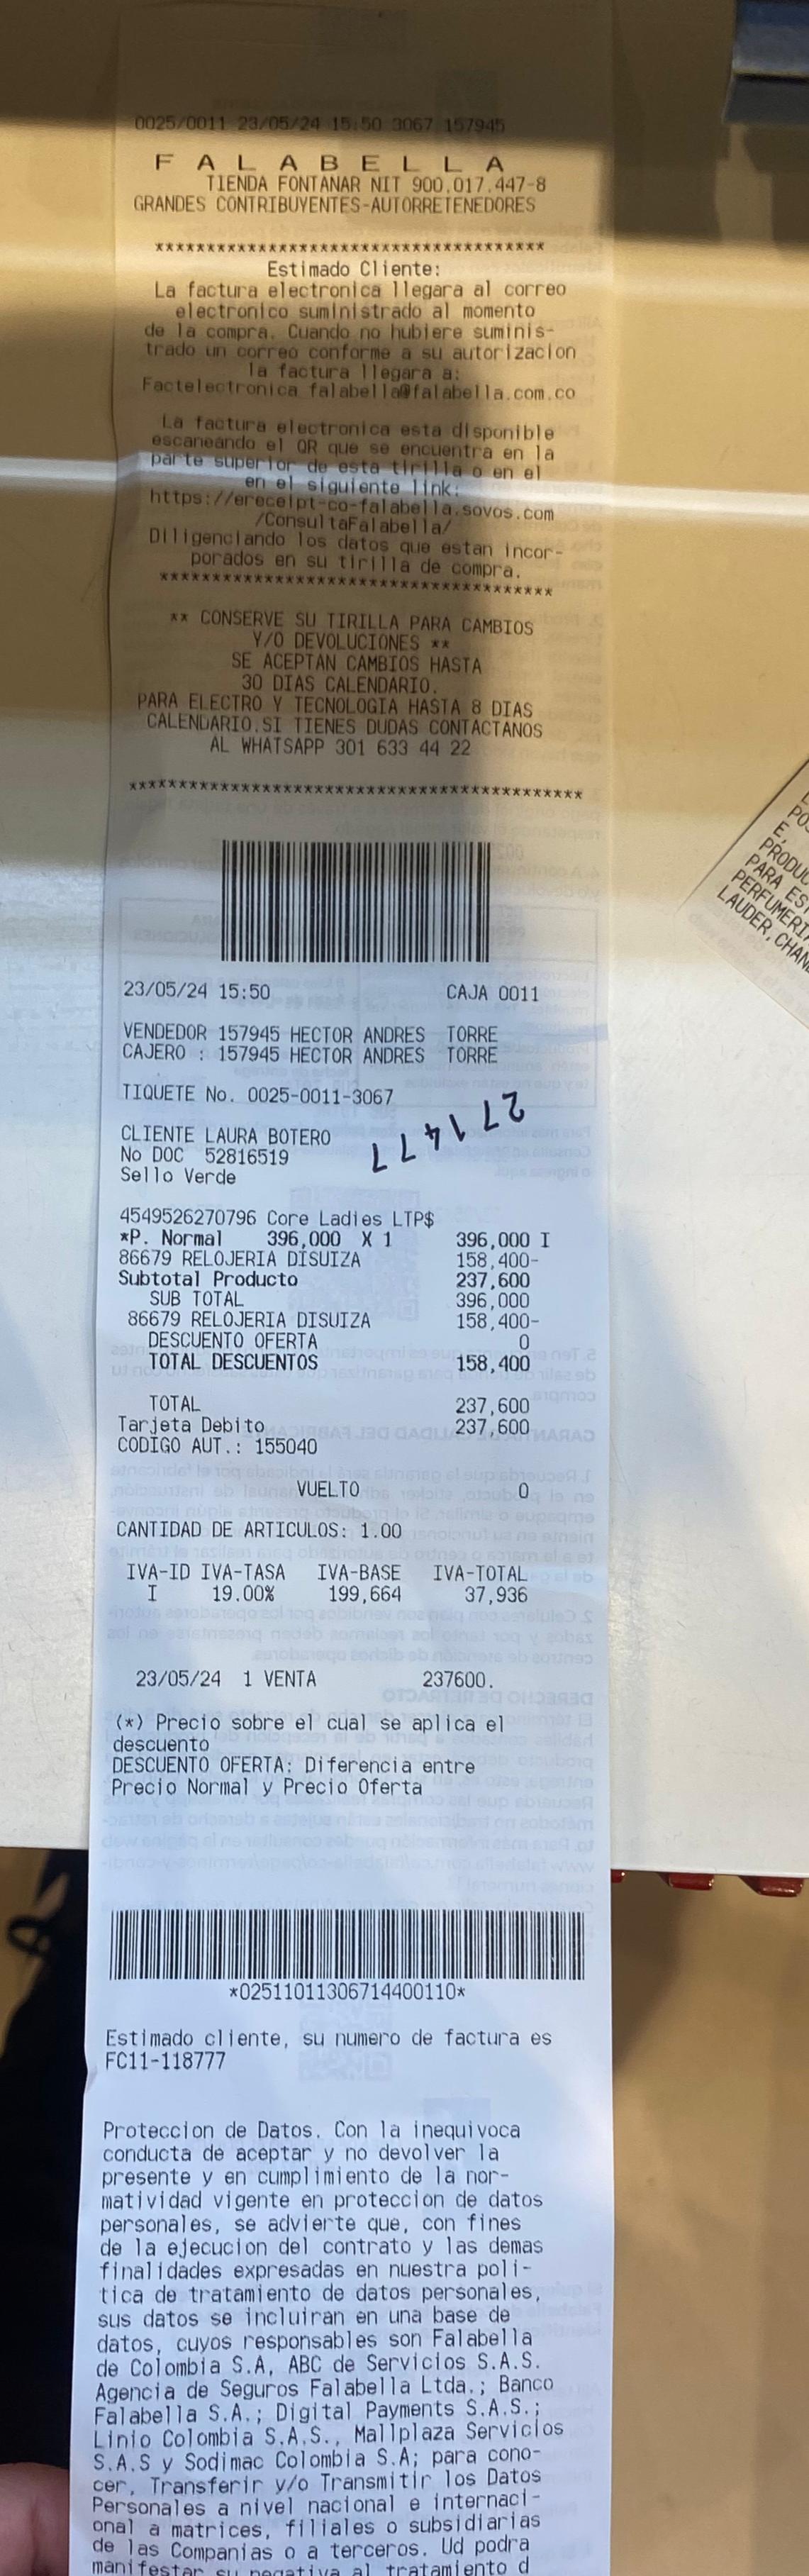 0025/0011 23/05/24 15:50 3067 157945
FALABELLA
TIENDA FONTANAR NIT 900.017.447-8
GRANDES CONTRIBUYENTES-AUTORRETENEDORES
**************************************
Estimado Cliente:
La factura electronica llegara al correo
electronico suministrado al momento
de la compra. Cuando no hubiere suminis-
trado un correo conforme a su autorizacion
la factura llegara a:
Factelectronica falabella@falabella.com.co
La factura electronica esta disponible
escaneando el QR que se encuentra en la
parte superior de esta tirilla o en el
en el siguiente link:
https://ereceipt-co-falabella.sovos.com
/ConsultaFalabella/
Diligenciando los datos que estan incor-
porados en su tirilla de compra.
**************************************
** CONSERVE SU TIRILLA PARA CAMBIOS
Y/O DEVOLUCIONES **
SE ACEPTAN CAMBIOS HASTA
30 DIAS CALENDARIO.
PARA ELECTRO Y TECNOLOGIA HASTA 8 DIAS
CALENDARIO.SI TIENES DUDAS CONTACTANOS
AL WHATSAPP 301 633 44 22
********************************************
23/05/24 15:50 CAJA 0011
VENDEDOR 157945 HECTOR ANDRES TORRE
CAJERO : 157945 HECTOR ANDRES TORRE
TIQUETE No. 0025-0011-3067
271477
CLIENTE LAURA BOTERO
No DOC 52816519
Sello Verde
4549526270796 Core Ladies LTP$
*P. Normal 396,000 X 1 396,000 I
86679 RELOJERIA DISUIZA 158,400-
Subtotal Producto 237,600
SUB TOTAL 396,000
86679 RELOJERIA DISUIZA 158,400-
DESCUENTO OFERTA 0
TOTAL DESCUENTOS 158,400
TOTAL 237,600
Tarjeta Debito 237,600
CODIGO AUT.: 155040
VUELTO 0
CANTIDAD DE ARTICULOS: 1.00
IVA-ID IVA-TASA IVA-BASE IVA-TOTAL
I 19.00% 199,664 37,936
23/05/24 1 VENTA 237600.
(*) Precio sobre el cual se aplica el
descuento
DESCUENTO OFERTA: Diferencia entre
Precio Normal y Precio Oferta
*02511011306714400110*
Estimado cliente, su numero de factura es
FC11-118777
Proteccion de Datos. Con la inequivoca
conducta de aceptar y no devolver la
presente y en cumplimiento de la nor-
matividad vigente en proteccion de datos
personales, se advierte que, con fines
de la ejecucion del contrato y las demas
finalidades expresadas en nuestra poli-
tica de tratamiento de datos personales,
sus datos se incluiran en una base de
datos, cuyos responsables son Falabella
de Colombia S.A, ABC de Servicios S.A.S.
Agencia de Seguros Falabella Ltda.; Banco
Falabella S.A.; Digital Payments S.A.S.;
Linio Colombia S.A.S., Mallplaza Servicios
S.A.S y Sodimac Colombia S.A; para cono-
cer, Transferir y/o Transmitir los Datos
Personales a nivel nacional e internaci-
onal a matrices, filiales o subsidiarias
de las Companias o a terceros. Ud podra
manifestar su negativa al tratamiento d
E,
PRODUC
PARA EST
PERFUMERIA
LAUDER,CHAN